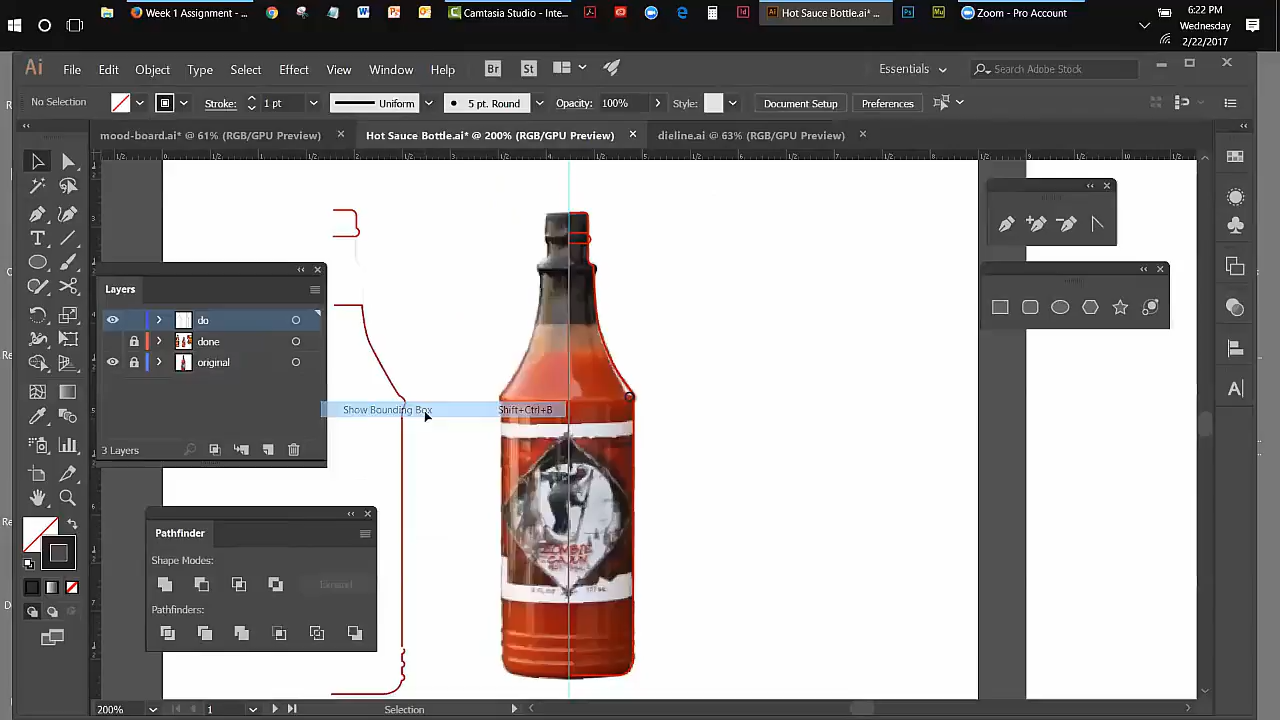 Week 1 Assignment - ...
Camtasia Studio - Inte...
Hot Sauce Bottle.ai* ...
Zoom - Pro Account
6:22 PM
Wednesday
2/22/2017
Ai File Edit Object Type Select Effect View Window Help Br St Essentials Search Adobe Stock
No Selection Stroke: 1 pt Uniform 5 pt. Round Opacity: 100% Style: Document Setup Preferences
mood-board.ai* @ 61% (RGB/GPU Preview) Hot Sauce Bottle.ai* @ 200% (RGB/GPU Preview) dieline.ai @ 63% (RGB/GPU Preview)
Layers
do
done
original
3 Layers
Show Bounding Box Shift+Ctrl+B
Pathfinder
Shape Modes:
Expand
Pathfinders:
ZOMBIE
CAJUN
200% 1 Selection